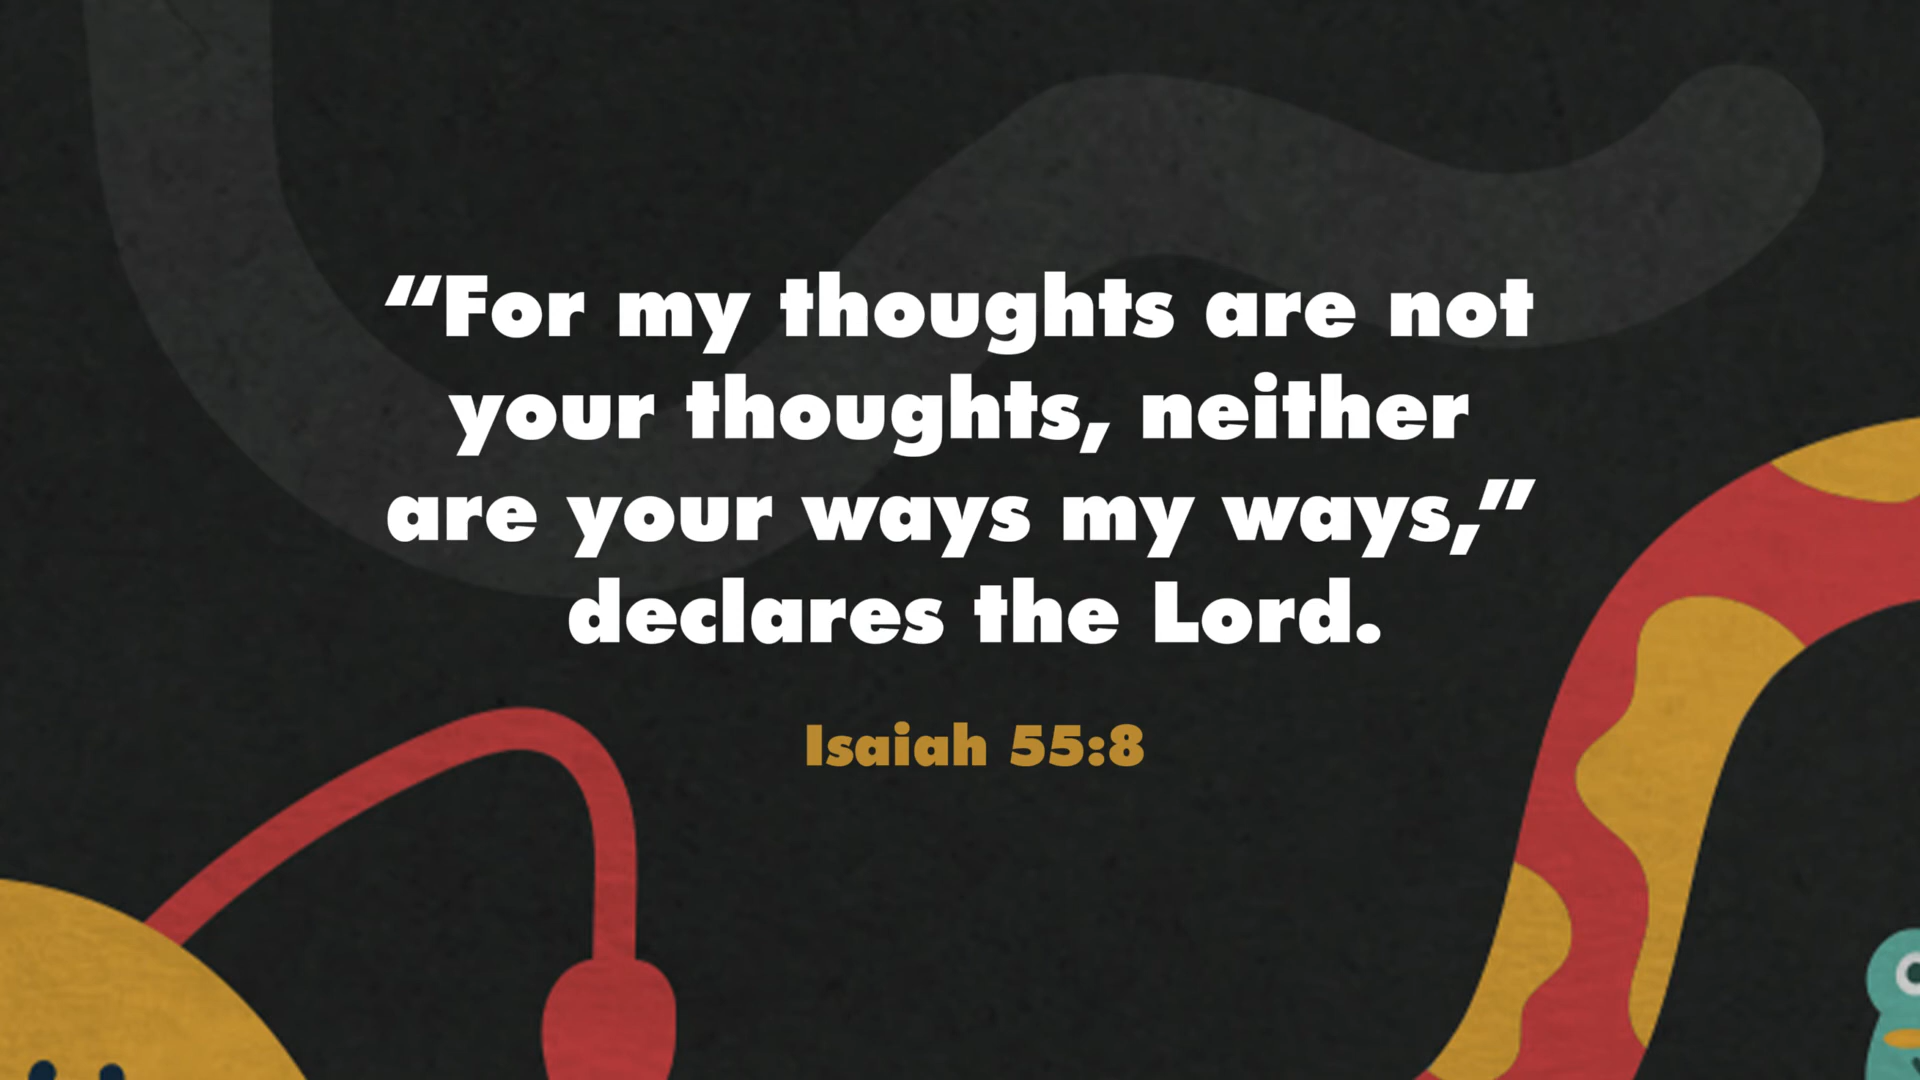 “For my thoughts are not
your thoughts, neither
are your ways my ways,”
declares the Lord.
Isaiah 55:8